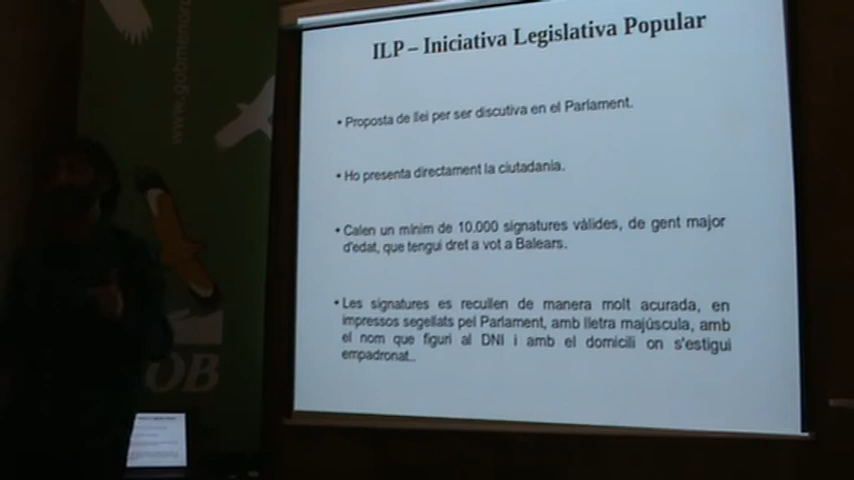 ILP – Iniciativa Legislativa Popular
• Proposta de llei per ser discutiva en el Parlament.
• Ho presenta directament la ciutadania.
• Calen un mínim de 10.000 signatures vàlides, de gent major
d'edat, que tengui dret a vot a Balears.
• Les signatures es recullen de manera molt acurada, en
impressos segellats pel Parlament, amb lletra majúscula, amb
el nom que figuri al DNI i amb el domicili on s'estigui
empadronat..
www.gobmenorc
OB